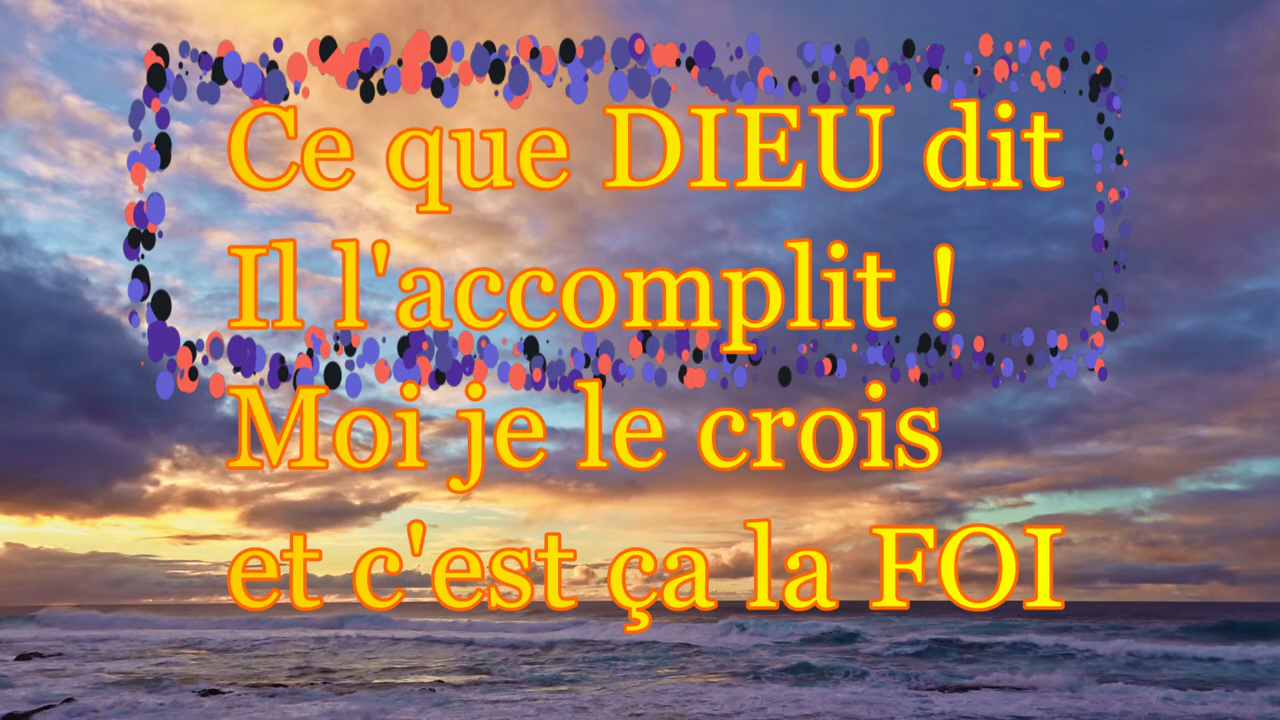 Ce que DIEU dit
Il l'accomplit !
Moi je le crois
et c'est ça la FOI